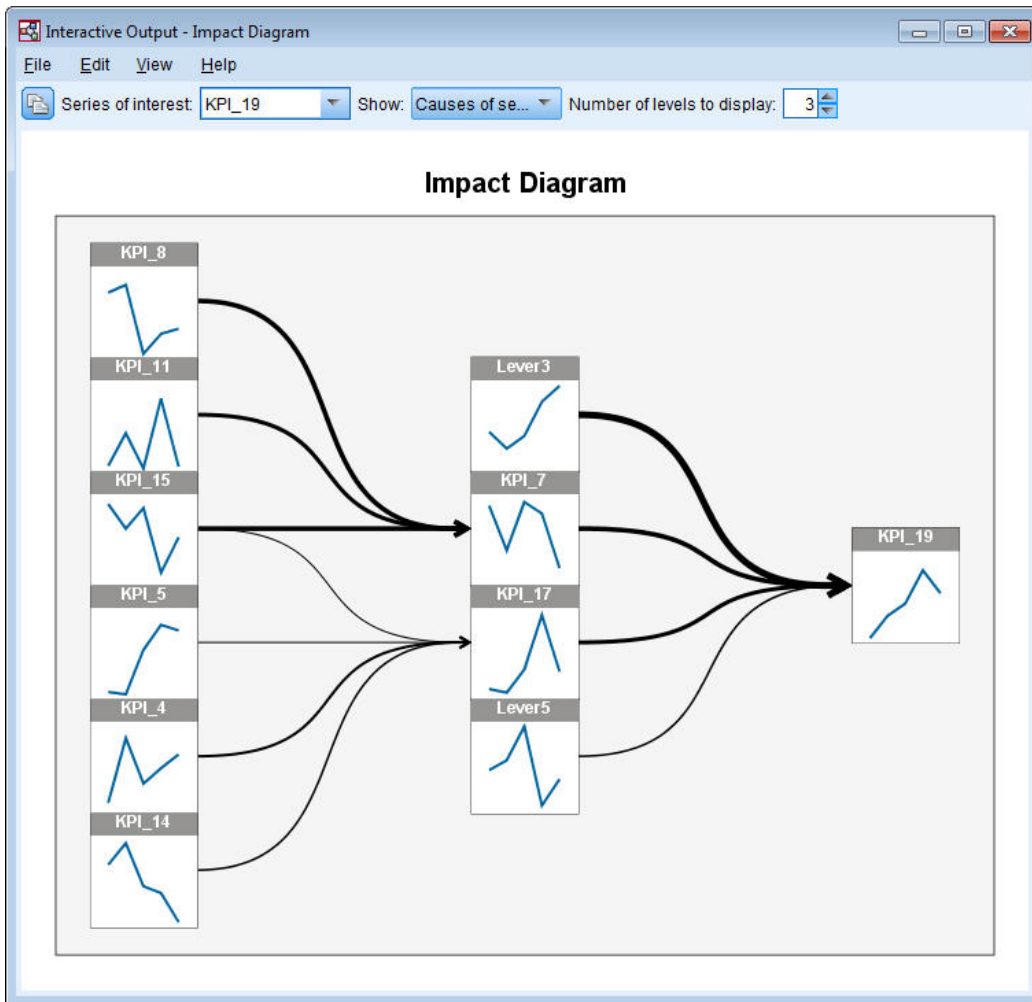 Interactive Output - Impact Diagram
File Edit View Help
Series of interest: KPI_19 Show: Causes of se... Number of levels to display: 3
Impact Diagram
KPI_8
KPI_11
KPI_15
KPI_5
KPI_4
KPI_14
Lever3
KPI_7
KPI_17
Lever5
KPI_19